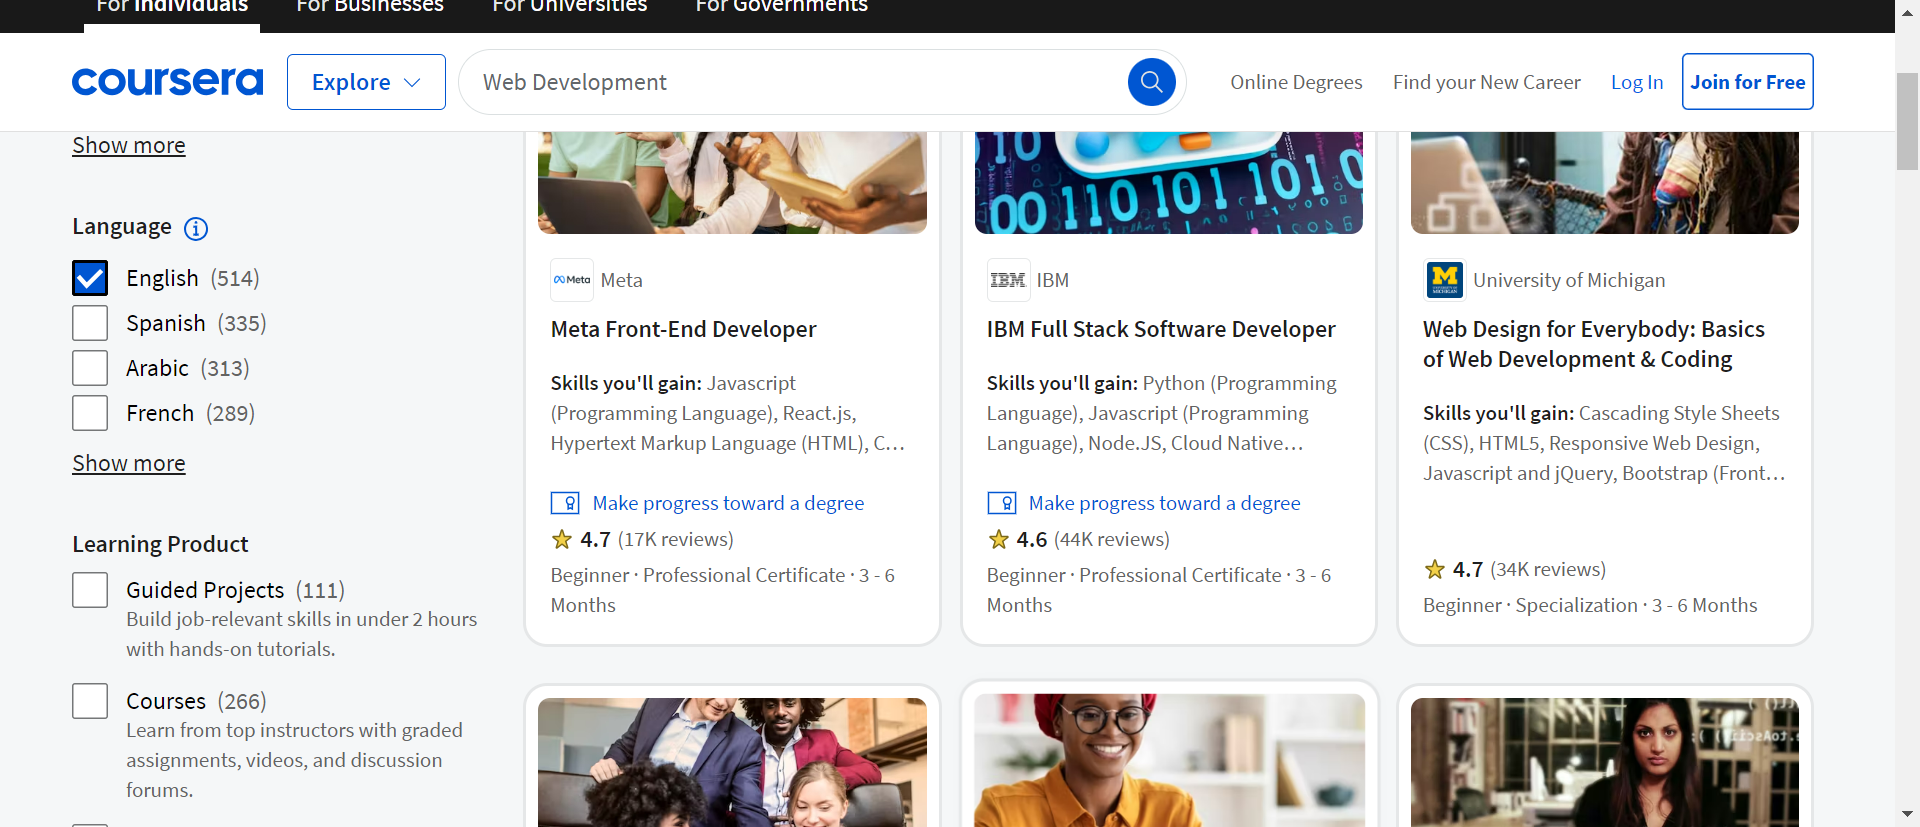 For Individuals
For Businesses
For Universities
For Governments
coursera
Explore
Web Development
Online Degrees
Find your New Career
Log In
Join for Free
Show more
Language
English (514)
Spanish (335)
Arabic (313)
French (289)
Show more
Learning Product
Guided Projects (111)
Build job-relevant skills in under 2 hours
with hands-on tutorials.
Courses (266)
Learn from top instructors with graded
assignments, videos, and discussion
forums.
Meta
Meta
Meta Front-End Developer
Skills you'll gain: Javascript
(Programming Language), React.js,
Hypertext Markup Language (HTML), C...
Make progress toward a degree
4.7 (17K reviews)
Beginner · Professional Certificate · 3 - 6
Months
10
00 110 101 101 0
IBM
IBM
IBM Full Stack Software Developer
Skills you'll gain: Python (Programming
Language), Javascript (Programming
Language), Node.JS, Cloud Native...
Make progress toward a degree
4.6 (44K reviews)
Beginner · Professional Certificate · 3 - 6
Months
M
University of Michigan
Web Design for Everybody: Basics
of Web Development & Coding
Skills you'll gain: Cascading Style Sheets
(CSS), HTML5, Responsive Web Design,
Javascript and jQuery, Bootstrap (Front...
4.7 (34K reviews)
Beginner · Specialization · 3 - 6 Months